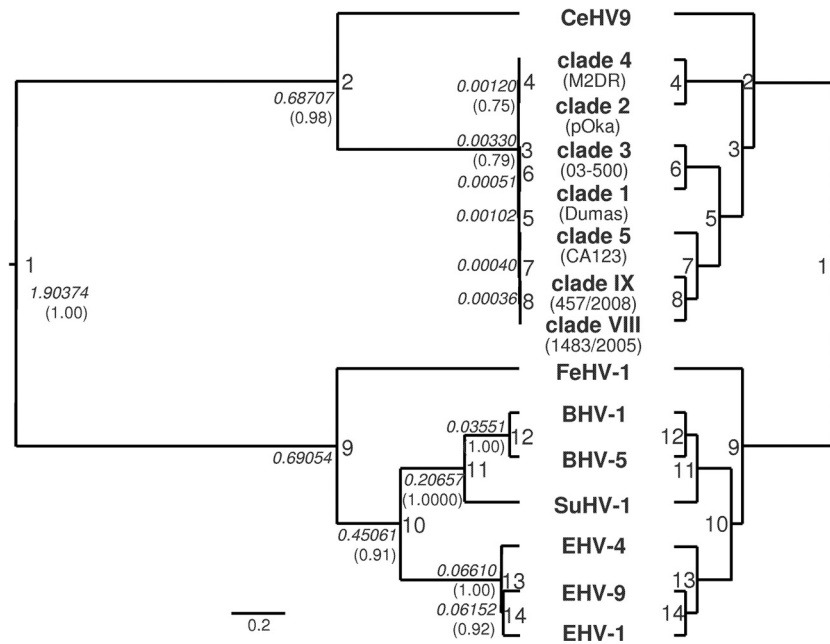 CeHV9
clade 4
0.00120 4 (M2DR) 4
2 2
0.68707 (0.75) clade 2
(0.98) (pOka)
0.00330 3 clade 3 3
(0.79) 6 (03-500) 6
0.00051 clade 1
0.00102 5 (Dumas) 5
clade 5
(CA123)
1 0.00040 7 7 1
clade IX
1.90374 0.00036 8 (457/2008) 8
(1.00) clade VIII
(1483/2005)
FeHV-1
BHV-1
0.03551 12 12
9 (1.00) 9
0.69054 BHV-5
11 11
0.20657
(1.0000) SuHV-1
10 10
0.45061 EHV-4
(0.91)
0.06610 13 13
(1.00) EHV-9
0.06152 14 14
0.2 (0.92) EHV-1